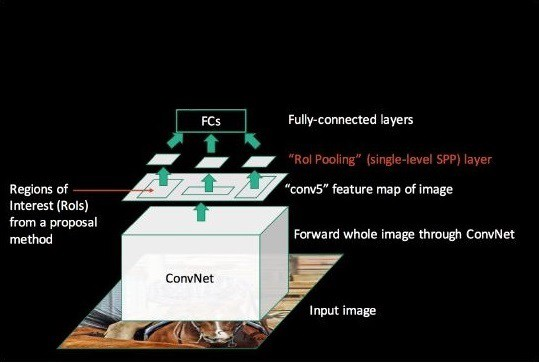 FCs
Fully-connected layers
"RoI Pooling" (single-level SPP) layer
Regions of
Interest (RoIs)
from a proposal
method
"conv5" feature map of image
Forward whole image through ConvNet
ConvNet
Input image